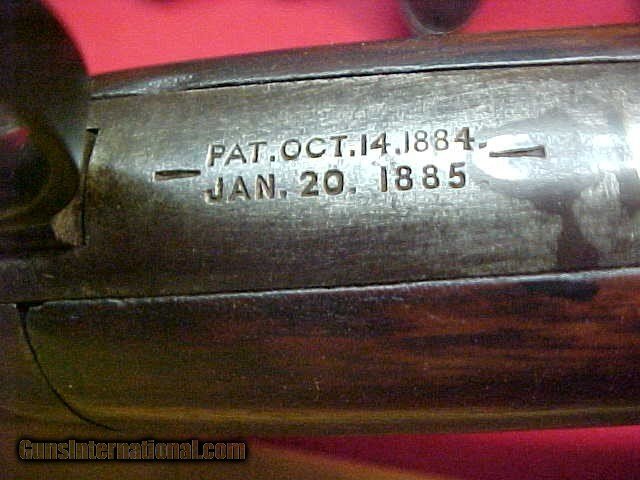 — PAT.OCT.14.1884. —
JAN. 20. 1885
GunsInternational.com